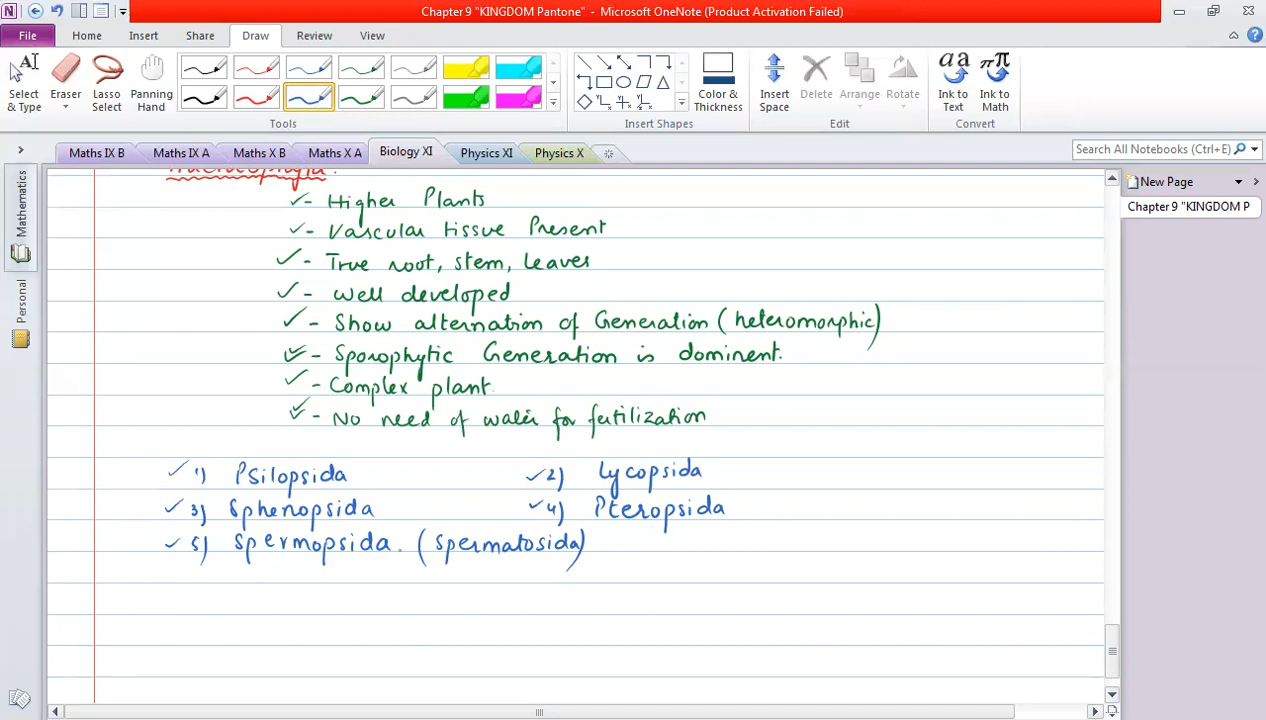 Chapter 9 "KINGDOM Pantone" - Microsoft OneNote (Product Activation Failed)
File Home Insert Share Draw Review View
Select & Type
Eraser
Lasso Select
Panning Hand
Color & Thickness
Insert Space
Delete
Arrange
Rotate
Ink to Text
Ink to Math
Tools Insert Shapes Edit Convert
Maths IX B Maths IX A Maths X B Maths X A Biology XI Physics XI Physics X
Search All Notebooks (Ctrl+E)
New Page
Chapter 9 "KINGDOM P
Mathematics
Personal
- Higher Plants
- Vascular tissue Present
- True root, stem, Leaves
- Well developed
- Show alternation of Generation (heteromorphic)
- Sporophytic Generation is dominent.
- Complex plant.
- No need of water for fertilization
1) Psilopsida 2) Lycopsida
3) Sphenopsida 4) Pteropsida
5) Spermopsida. (Spermatosida)